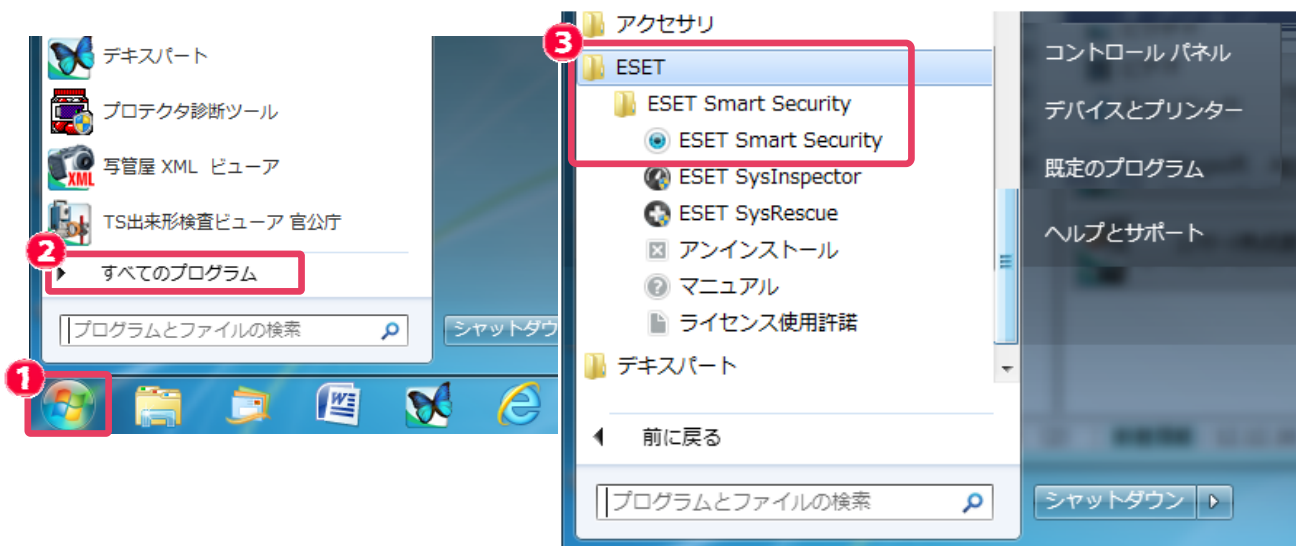 デキスパート
プロテクタ診断ツール
写管屋 XML ビューア
XML
TS出来形検査ビューア 官公庁
2
すべてのプログラム
プログラムとファイルの検索
シャットダウ
1
アクセサリ
3
ESET
ESET Smart Security
ESET Smart Security
ESET SysInspector
ESET SysRescue
アンインストール
マニュアル
ライセンス使用許諾
デキスパート
前に戻る
プログラムとファイルの検索
コントロール パネル
デバイスとプリンター
既定のプログラム
ヘルプとサポート
シャットダウン